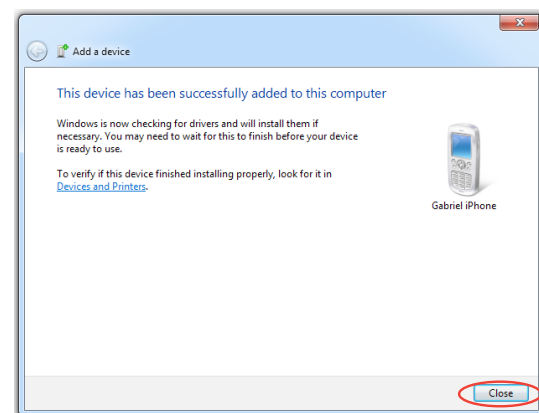 Add a device
This device has been successfully added to this computer
Windows is now checking for drivers and will install them if
necessary. You may need to wait for this to finish before your device
is ready to use.
To verify if this device finished installing properly, look for it in
Devices and Printers.
Gabriel iPhone
Close